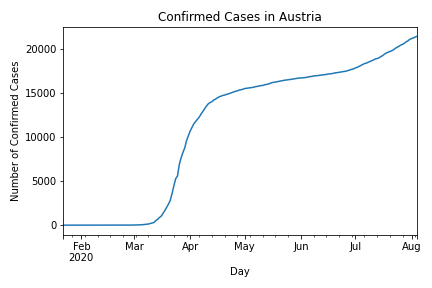 Confirmed Cases in Austria
Number of Confirmed Cases
20000
15000
10000
5000
0
Feb Mar Apr May Jun Jul Aug
2020
Day